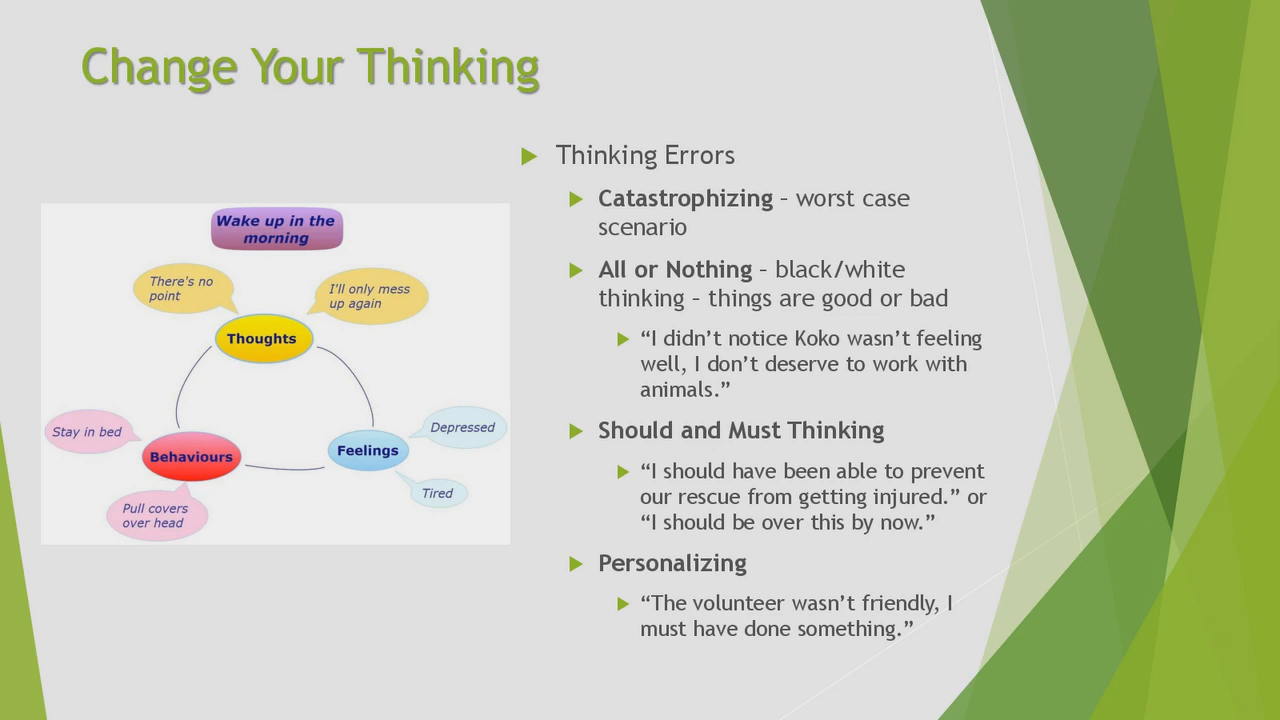 Change Your Thinking
Wake up in the
morning
There's no
point
I'll only mess
up again
Thoughts
Stay in bed
Behaviours
Pull covers
over head
Feelings
Depressed
Tired
Thinking Errors
Catastrophizing – worst case
scenario
All or Nothing – black/white
thinking – things are good or bad
“I didn’t notice Koko wasn’t feeling
well, I don’t deserve to work with
animals.”
Should and Must Thinking
“I should have been able to prevent
our rescue from getting injured.” or
“I should be over this by now.”
Personalizing
“The volunteer wasn’t friendly, I
must have done something.”